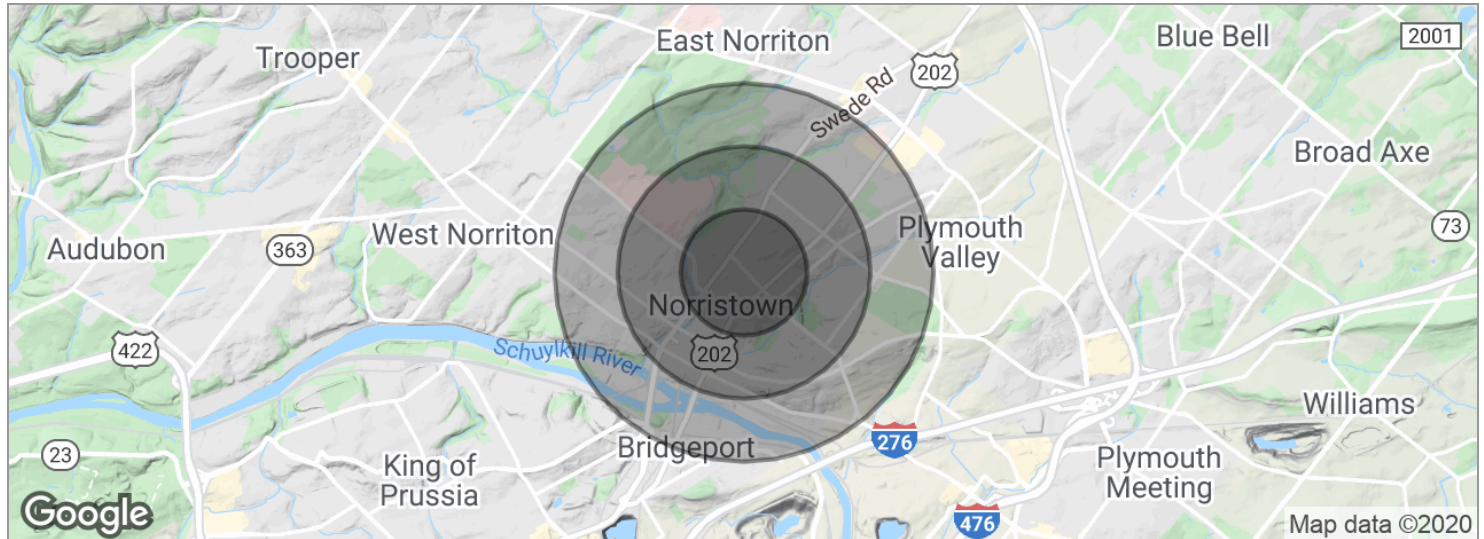 East Norriton
Blue Bell
2001
Trooper
202
Swede Rd
Broad Axe
Audubon
363
West Norriton
Plymouth
Valley
73
Norristown
422
202
Schuylkill River
Williams
23
King of
Prussia
Bridgeport
276
Plymouth
Meeting
Google
476
Map data ©2020